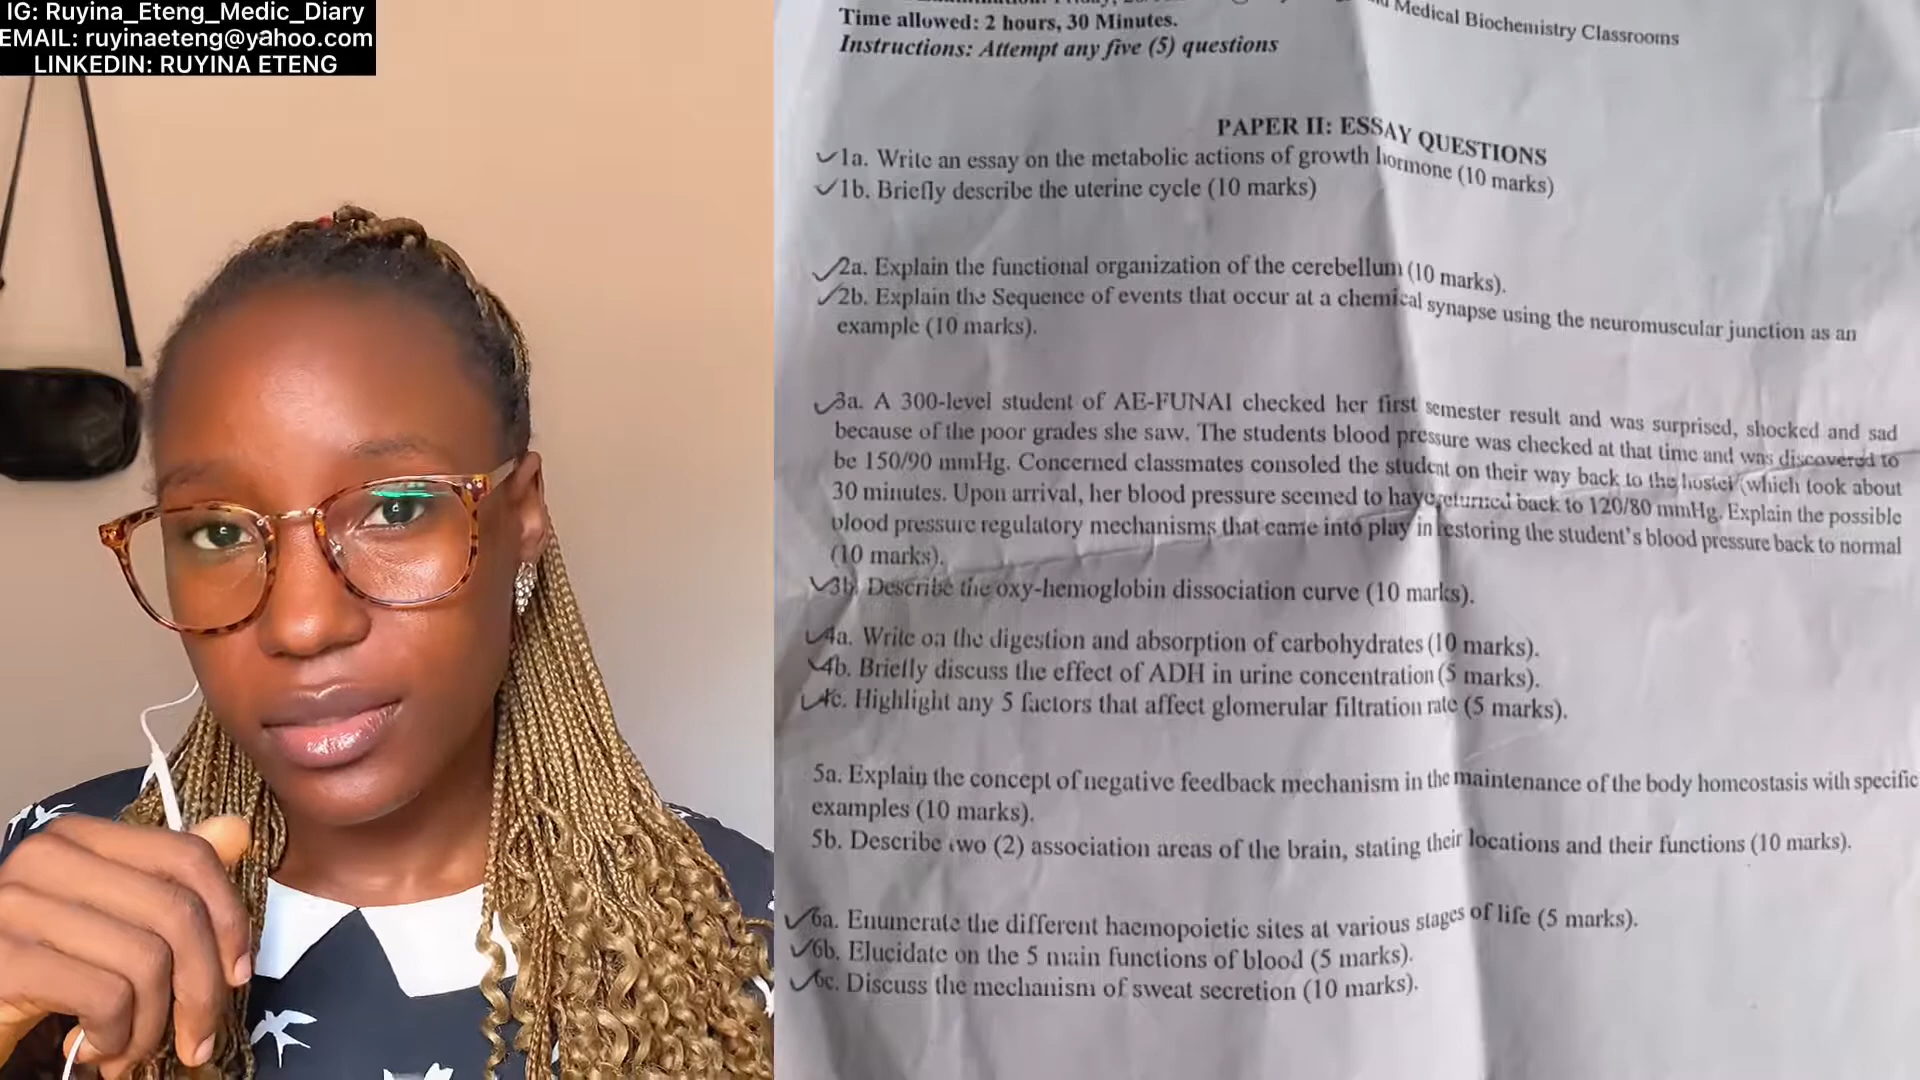 IG: Ruyina_Eteng_Medic_Diary
EMAIL: ruyinaeteng@yahoo.com
LINKEDIN: RUYINA ETENG
Medical Biochemistry Classrooms
Time allowed: 2 hours, 30 Minutes.
Instructions: Attempt any five (5) questions
PAPER II: ESSAY QUESTIONS
1a. Write an essay on the metabolic actions of growth hormone (10 marks)
1b. Briefly describe the uterine cycle (10 marks)
2a. Explain the functional organization of the cerebellum (10 marks).
2b. Explain the Sequence of events that occur at a chemical synapse using the neuromuscular junction as an
example (10 marks).
3a. A 300-level student of AE-FUNAI checked her first semester result and was surprised, shocked and sad
because of the poor grades she saw. The students blood pressure was checked at that time and was discovered to
be 150/90 mmHg. Concerned classmates consoled the student on their way back to the hostel (which took about
30 minutes. Upon arrival, her blood pressure seemed to have returned back to 120/80 mmHg. Explain the possible
blood pressure regulatory mechanisms that came into play in restoring the student's blood pressure back to normal
(10 marks).
3b. Describe the oxy-hemoglobin dissociation curve (10 marks).
4a. Write on the digestion and absorption of carbohydrates (10 marks).
4b. Briefly discuss the effect of ADH in urine concentration (5 marks).
4c. Highlight any 5 factors that affect glomerular filtration rate (5 marks).
5a. Explain the concept of negative feedback mechanism in the maintenance of the body homeostasis with specific
examples (10 marks).
5b. Describe two (2) association areas of the brain, stating their locations and their functions (10 marks).
6a. Enumerate the different haemopoietic sites at various stages of life (5 marks).
6b. Elucidate on the 5 main functions of blood (5 marks).
6c. Discuss the mechanism of sweat secretion (10 marks).